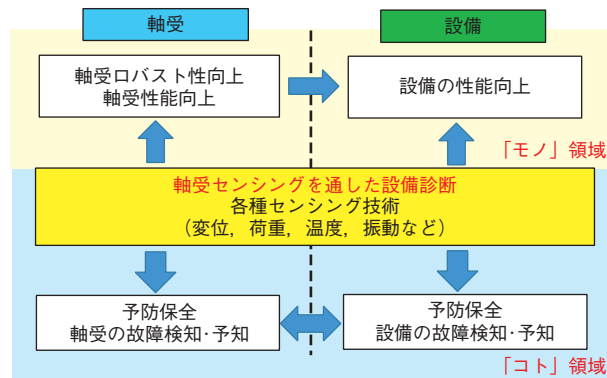 軸受
設備
軸受ロバスト性向上
軸受性能向上
設備の性能向上
「モノ」領域
軸受センシングを通した設備診断
各種センシング技術
（変位，荷重，温度，振動など）
予防保全
軸受の故障検知･予知
予防保全
設備の故障検知･予知
「コト」領域